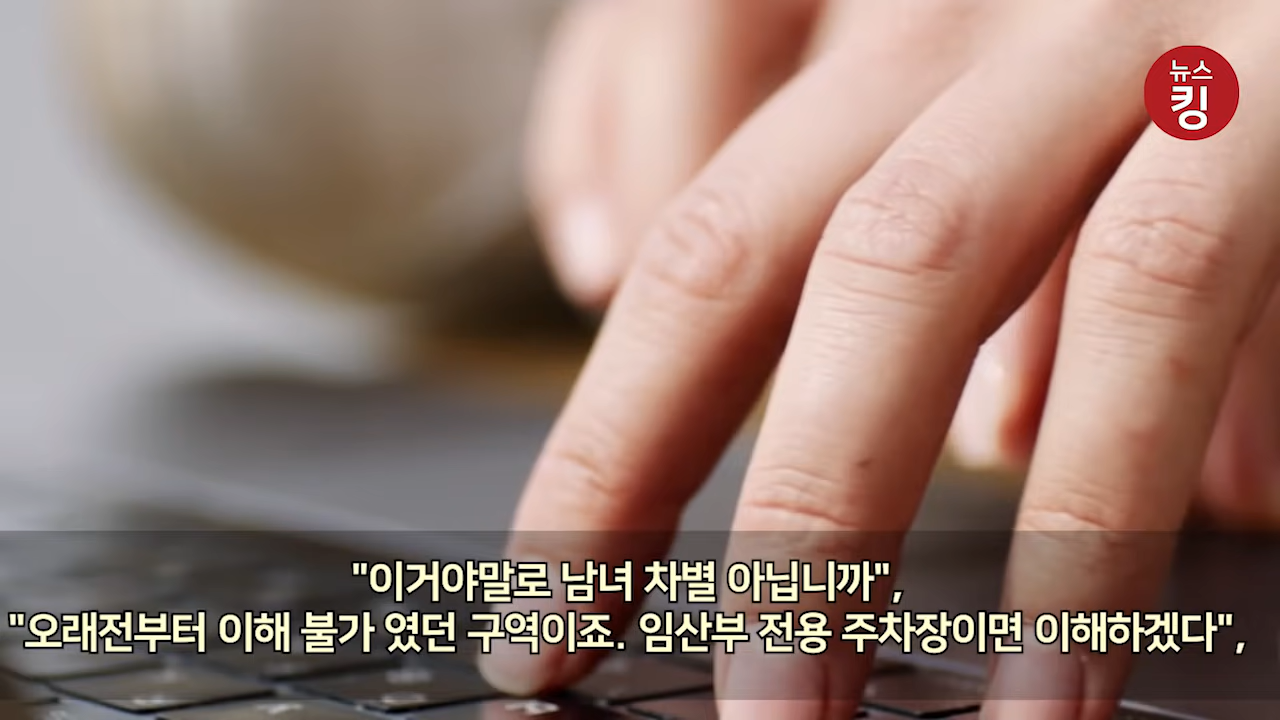 뉴스
킹
"이거야말로 남녀 차별 아닙니까",
"오래전부터 이해 불가 였던 구역이죠. 임산부 전용 주차장이면 이해하겠다",